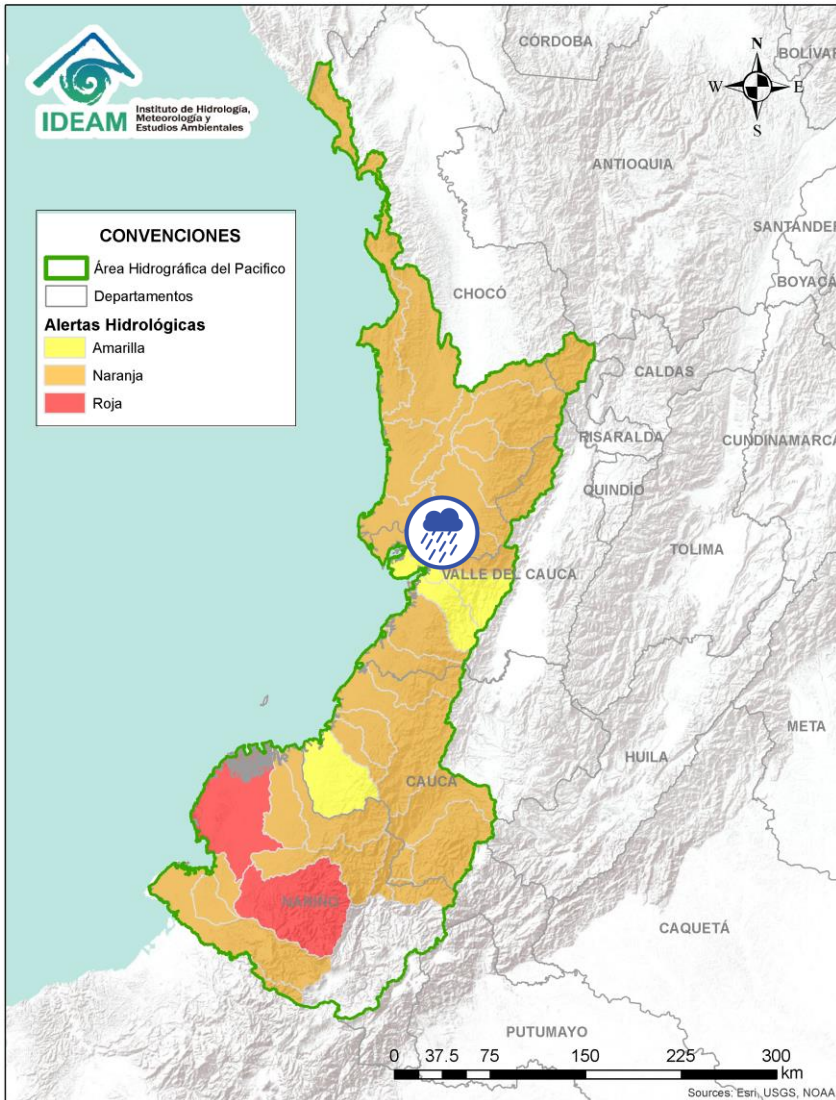 IDEAM
Instituto de Hidrología,
Meteorología y
Estudios Ambientales
CÓRDOBA
BOLÍVAR
N
W
E
S
ANTIOQUIA
SANTANDER
BOYACÁ
CONVENCIONES
Área Hidrográfica del Pacifico
Departamentos
Alertas Hidrológicas
Amarilla
Naranja
Roja
CHOCÓ
CALDAS
RISARALDA
CUNDINAMARCA
QUINDÍO
TOLIMA
VALLE DEL CAUCA
META
HUILA
CAUCA
NARIÑO
CAQUETÁ
PUTUMAYO
0 37.5 75 150 225 300
km
Sources: Esri, USGS, NOAA